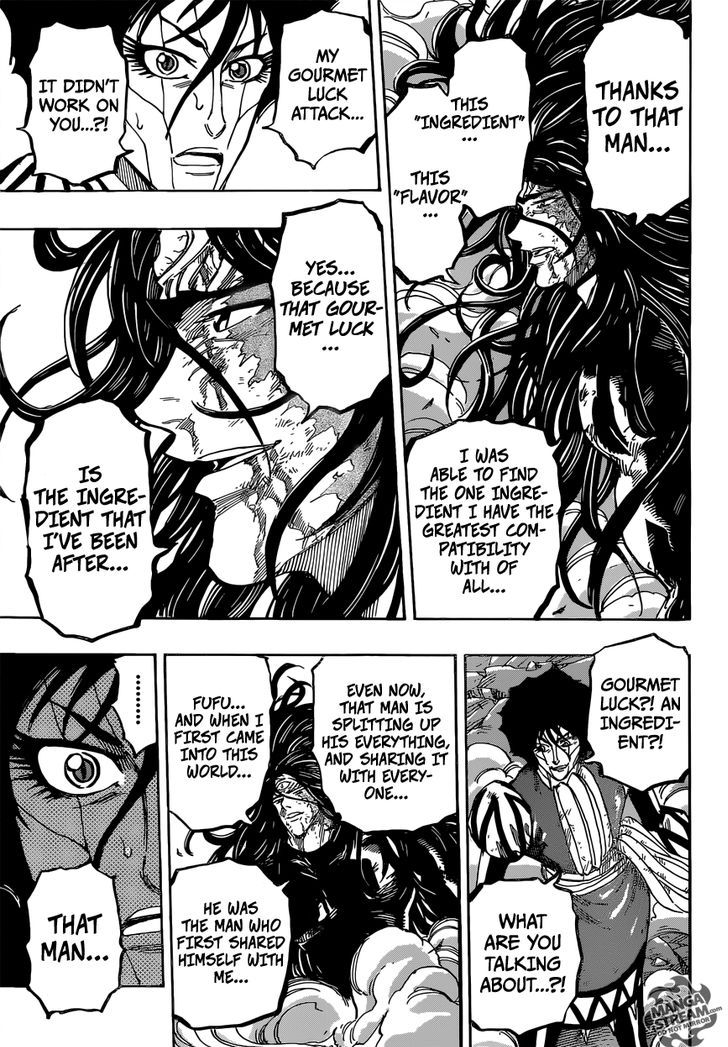 THANKS
TO THAT
MAN...
THIS
"INGREDIENT"
...
THIS
"FLAVOR"
...
I WAS
ABLE TO FIND
THE ONE INGRE-
DIENT I HAVE THE
GREATEST COM-
PATIBILITY
WITH OF
ALL...
MY
GOURMET
LUCK
ATTACK...
IT DIDN'T
WORK ON
YOU...?!
YES...
BECAUSE
THAT GOUR-
MET LUCK
...
IS
THE INGRE-
DIENT THAT
I'VE BEEN
AFTER...
GOURMET
LUCK?! AN
INGREDI-
ENT?!
WHAT
ARE YOU
TALKING
ABOUT...?!
EVEN NOW,
THAT MAN IS
SPLITTING UP
HIS EVERYTHING,
AND SHARING IT
WITH EVERY-
ONE...
FUFU...
...AND WHEN I
FIRST CAME
INTO THIS
WORLD...
HE WAS
THE MAN WHO
FIRST SHARED
HIMSELF WITH
ME...
.........
THAT
MAN...
MANGA
STREAM.COM
DO NOT MIRROR